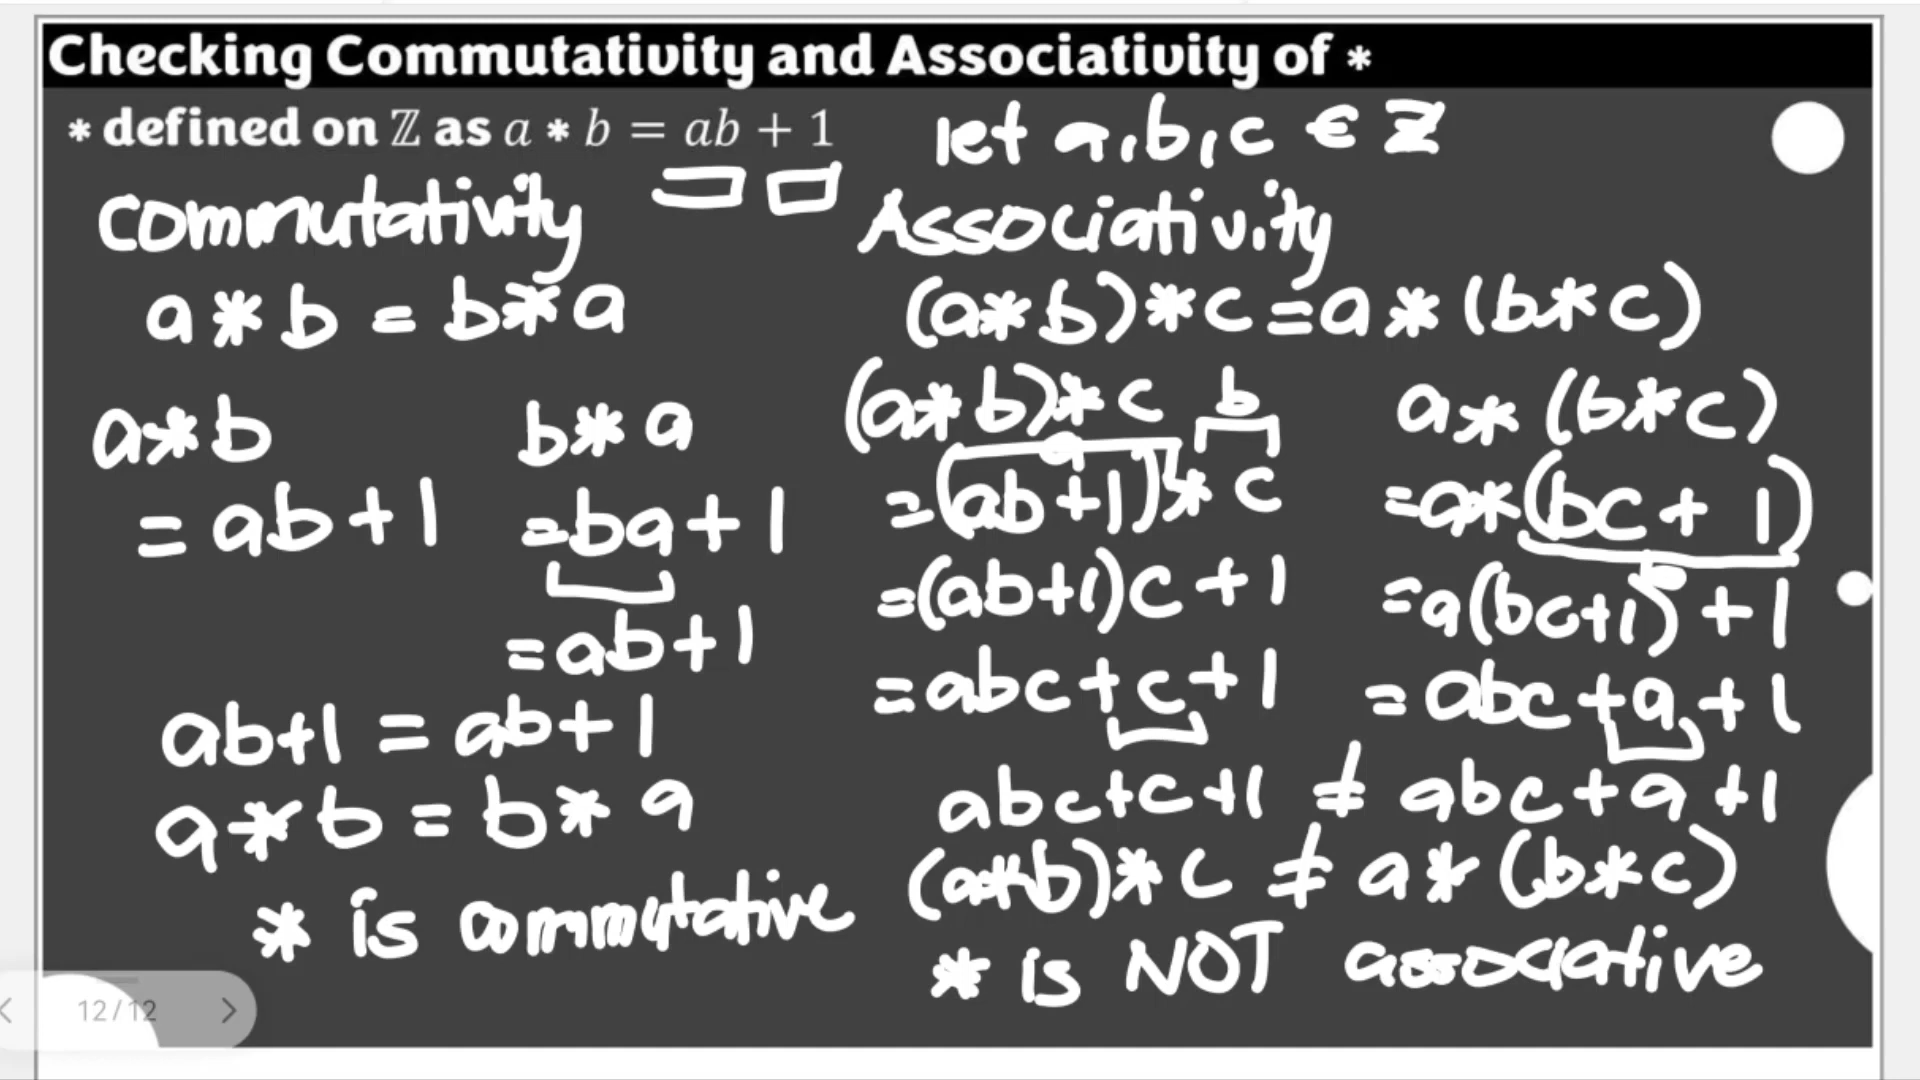 Checking Commutativity and Associativity of *
* defined on ℤ as a * b = ab + 1
let a, b, c ∈ ℤ
Commutativity
a * b = b * a
a * b
= ab + 1
b * a
= ba + 1
= ab + 1
ab + 1 = ab + 1
a * b = b * a
* is commutative
Associativity
(a * b) * c = a * (b * c)
(a * b) * c
a
b
= (ab + 1) * c
= (ab + 1)c + 1
= abc + c + 1
a * (b * c)
= a * (bc + 1)
b
= a(bc + 1) + 1
= abc + a + 1
abc + c + 1 ≠ abc + a + 1
(a * b) * c ≠ a * (b * c)
* is NOT associative
12/12